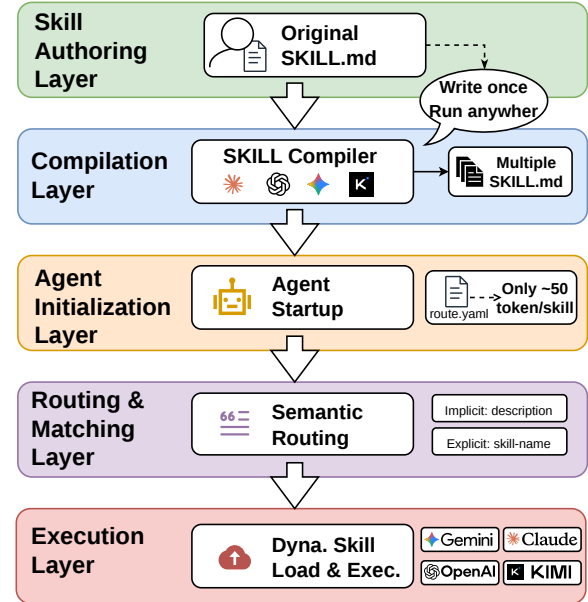 Skill
Authoring
Layer
Original
SKILL.md
Write once
Run anywher
Compilation
Layer
SKILL Compiler
Multiple
SKILL.md
Agent
Initialization
Layer
Agent
Startup
route.yaml
Only ~50
token/skill
Routing &
Matching
Layer
Semantic
Routing
Implicit: description
Explicit: skill-name
Execution
Layer
Dyna. Skill
Load & Exec.
Gemini
Claude
OpenAI
KIMI